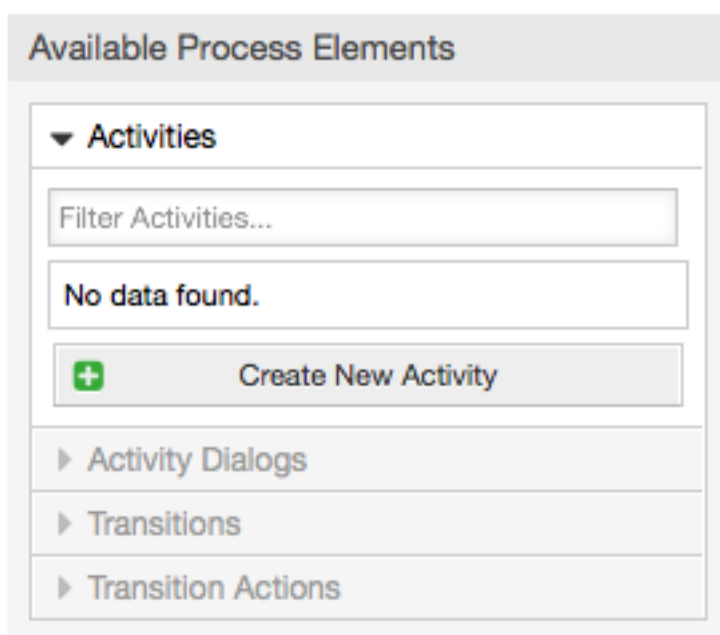 Available Process Elements
Activities
Filter Activities...
No data found.
Create New Activity
Activity Dialogs
Transitions
Transition Actions